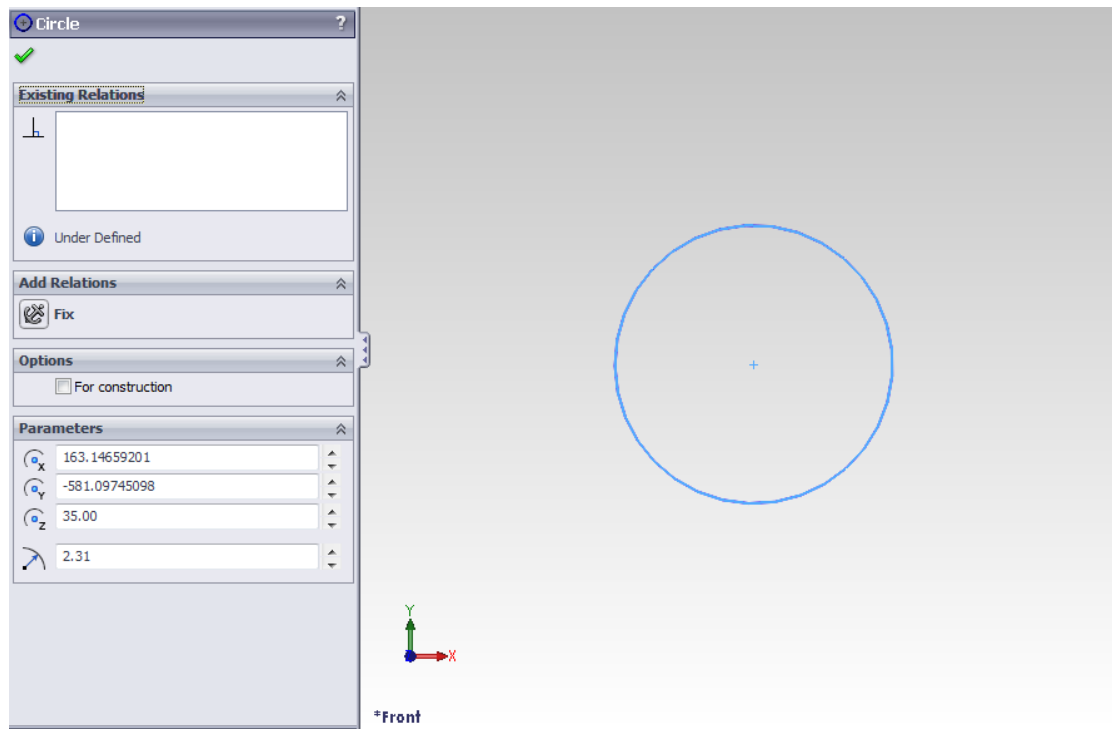 Circle ?
Existing Relations
Under Defined
Add Relations
Fix
Options
For construction
Parameters
X 163.14659201
Y -581.09745098
Z 35.00
2.31
Y
X
*Front